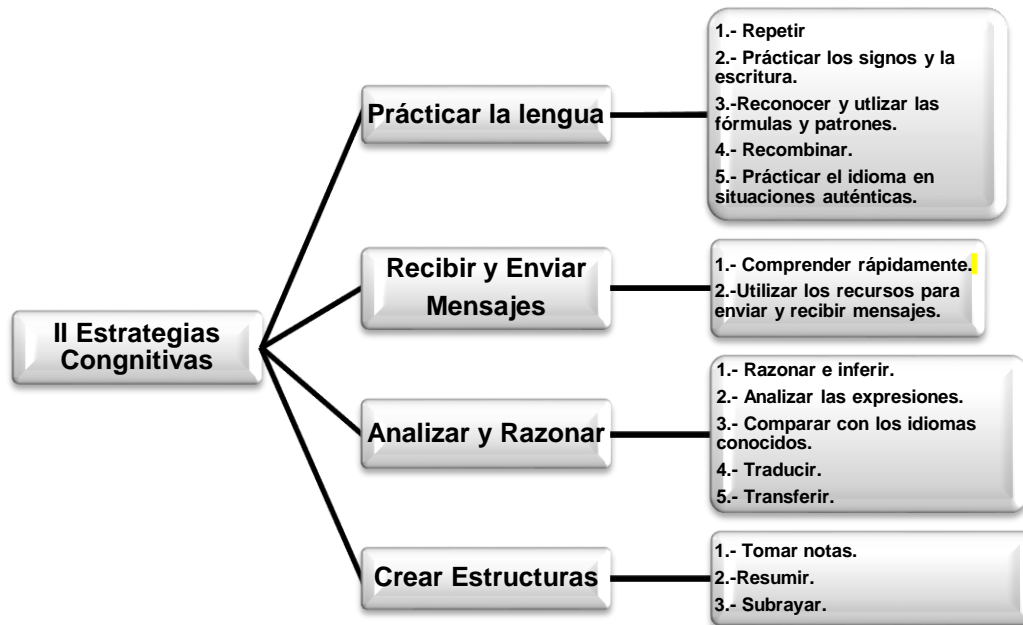 II Estrategias
Congnitivas
Prácticar la lengua
1.- Repetir
2.- Prácticar los signos y la
escritura.
3.-Reconocer y utlizar las
fórmulas y patrones.
4.- Recombinar.
5.- Prácticar el idioma en
situaciones auténticas.
Recibir y Enviar
Mensajes
1.- Comprender rápidamente.
2.-Utilizar los recursos para
enviar y recibir mensajes.
Analizar y Razonar
1.- Razonar e inferir.
2.- Analizar las expresiones.
3.- Comparar con los idiomas
conocidos.
4.- Traducir.
5.- Transferir.
Crear Estructuras
1.- Tomar notas.
2.-Resumir.
3.- Subrayar.